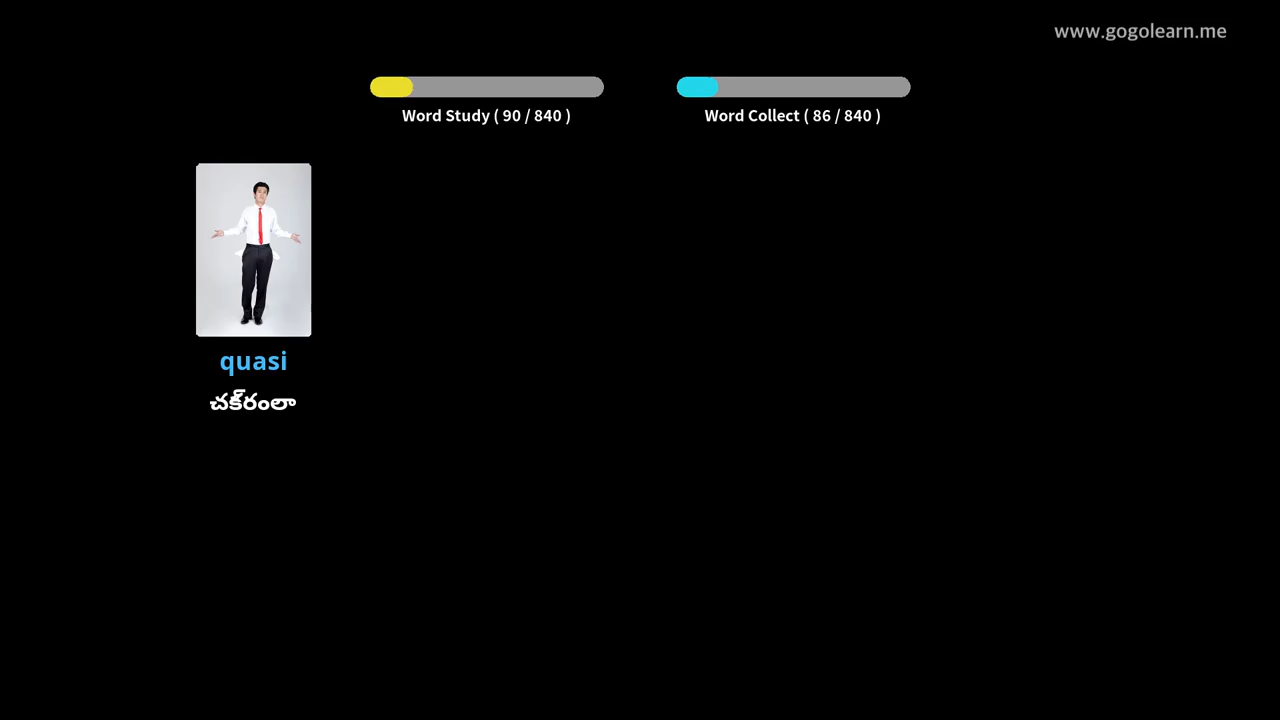 www.gogolearn.me
Word Study ( 90 / 840 )
Word Collect ( 86 / 840 )
quasi
చక్రంలా